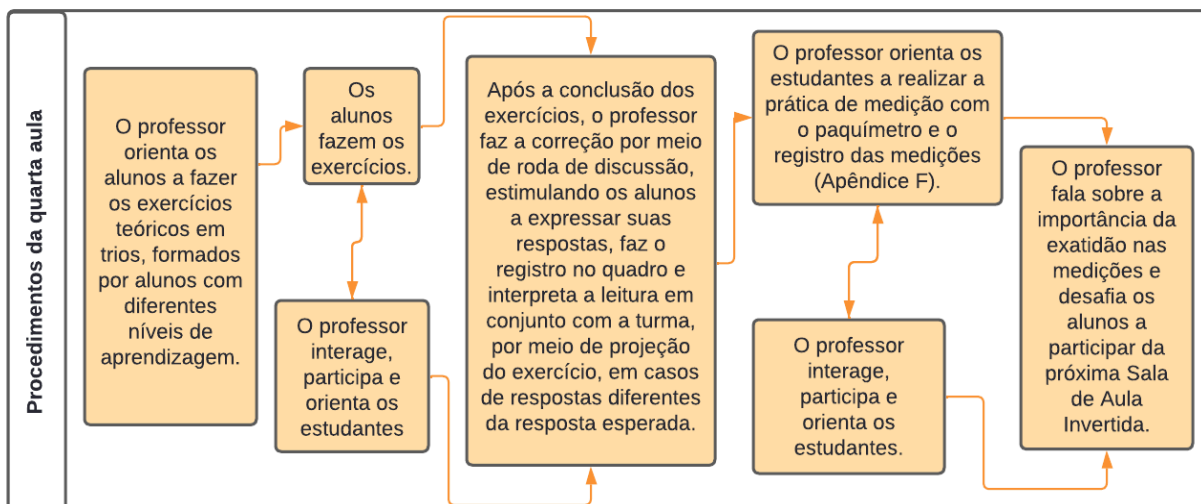 Procedimentos da quarta aula
O professor
orienta os
alunos a fazer
os exercícios
teóricos em
trios, formados
por alunos com
diferentes
níveis de
aprendizagem.
Os
alunos
fazem os
exercícios.
O professor
interage,
participa e
orienta os
estudantes
Após a conclusão dos
exercícios, o professor
faz a correção por meio
de roda de discussão,
estimulando os alunos
a expressar suas
respostas, faz o
registro no quadro e
interpreta a leitura em
conjunto com a turma,
por meio de projeção
do exercício, em casos
de respostas diferentes
da resposta esperada.
O professor orienta os
estudantes a realizar a
prática de medição com
o paquímetro e o
registro das medições
(Apêndice F).
O professor
interage,
participa e
orienta os
estudantes.
O professor
fala sobre a
importância da
exatidão nas
medições e
desafia os
alunos a
participar da
próxima Sala
de Aula
Invertida.